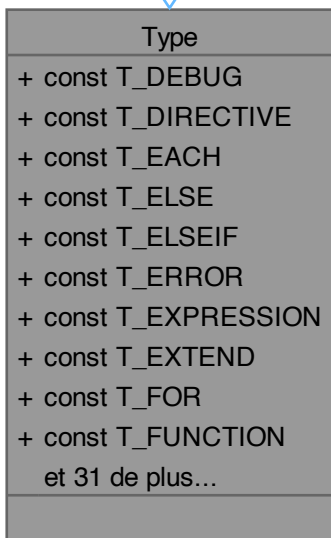 Type
+ const T_DEBUG
+ const T_DIRECTIVE
+ const T_EACH
+ const T_ELSE
+ const T_ELSEIF
+ const T_ERROR
+ const T_EXPRESSION
+ const T_EXTEND
+ const T_FOR
+ const T_FUNCTION
et 31 de plus...